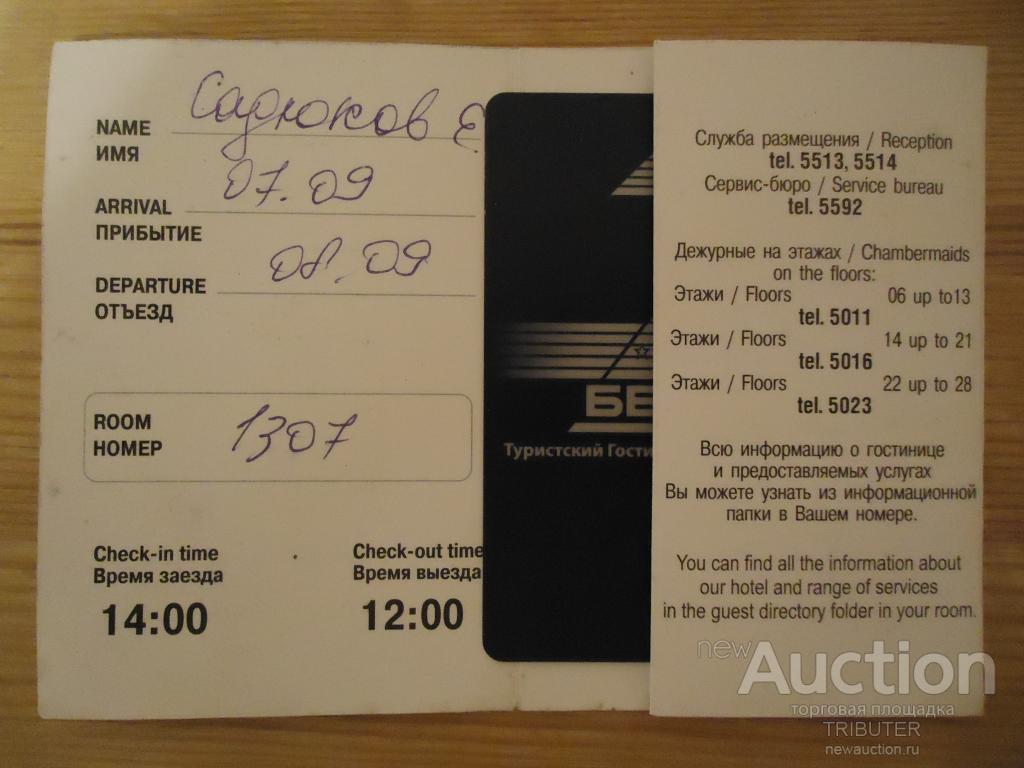 NAME Садюков Е
ИМЯ
ARRIVAL 07.09
ПРИБЫТИЕ
DEPARTURE 08.09
ОТЪЕЗД
ROOM 1307
НОМЕР
Check-in time
Время заезда
14:00
Check-out time
Время выезда
12:00
БЕ
Туристский Гости
Служба размещения / Reception
tel. 5513, 5514
Сервис-бюро / Service bureau
tel. 5592
Дежурные на этажах / Chambermaids
on the floors:
Этажи / Floors 06 up to13
tel. 5011
Этажи / Floors 14 up to 21
tel. 5016
Этажи / Floors 22 up to 28
tel. 5023
Всю информацию о гостинице
и предоставляемых услугах
Вы можете узнать из информационной
папки в Вашем номере.
You can find all the information about
our hotel and range of services
in the guest directory folder in your room.
newAuction
торговая площадка
TRIBUTER
newauction.ru